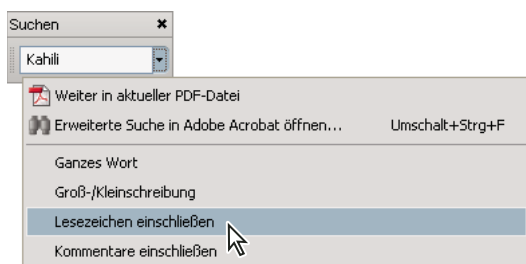 Suchen
Kahili
Weiter in aktueller PDF-Datei
Erweiterte Suche in Adobe Acrobat öffnen... Umschalt+Strg+F
Ganzes Wort
Groß-/Kleinschreibung
Lesezeichen einschließen
Kommentare einschließen